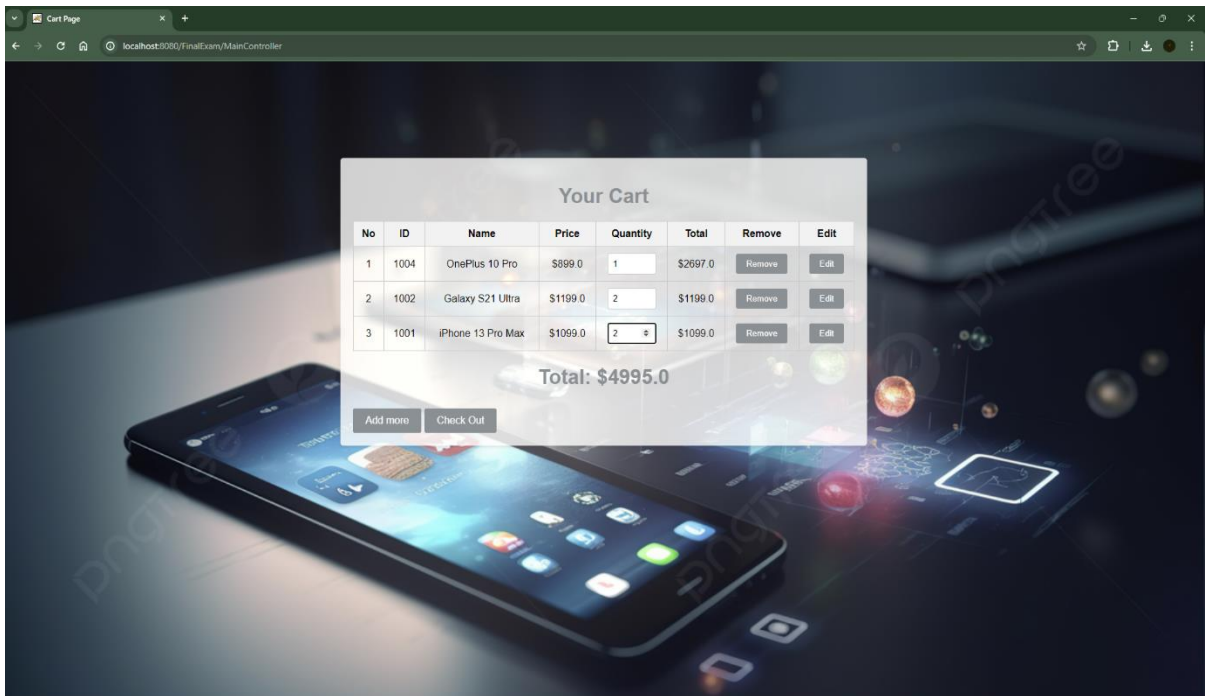 Cart Page
localhost:8080/FinalExam/MainController
Your Cart
No ID Name Price Quantity Total Remove Edit
1 1004 OnePlus 10 Pro $899.0 1 $2697.0 Remove Edit
2 1002 Galaxy S21 Ultra $1199.0 2 $1199.0 Remove Edit
3 1001 iPhone 13 Pro Max $1099.0 2 $1099.0 Remove Edit
Total: $4995.0
Add more Check Out
pngtree
pngtree
pngtree